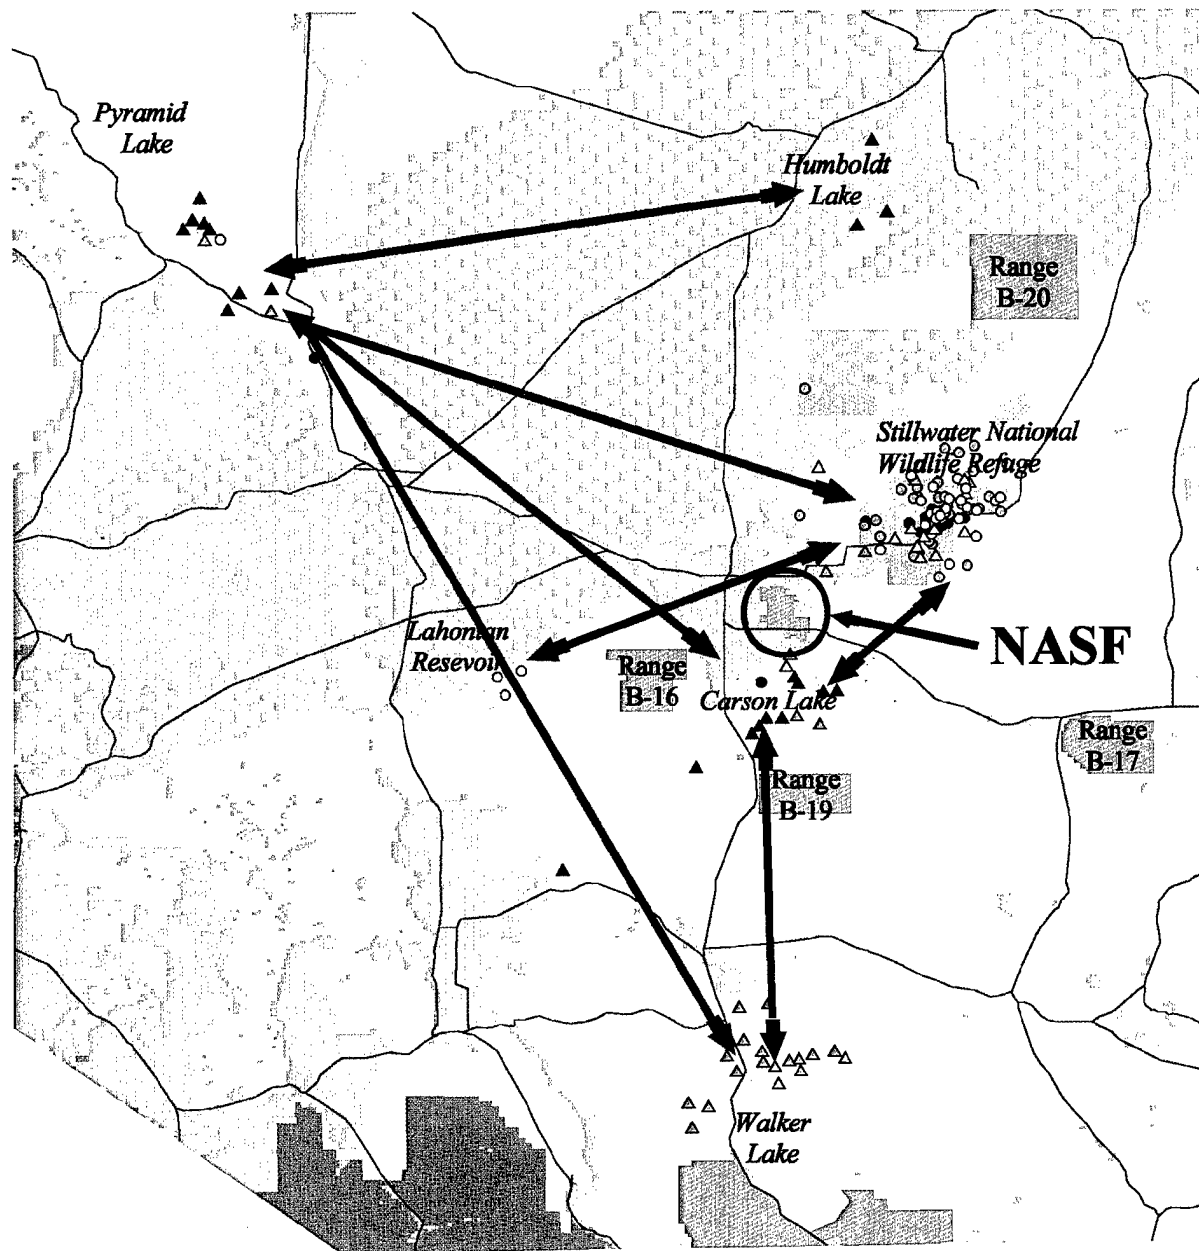 Pyramid
Lake
Humboldt
Lake
Range
B-20
Stillwater National
Wildlife Refuge
NASF
Lahontan
Resevoir
Range
B-16
Carson Lake
Range
B-17
Range
B-19
Walker
Lake